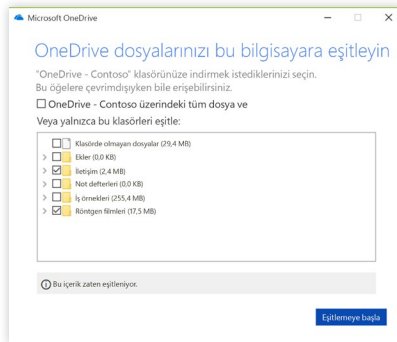 Microsoft OneDrive
OneDrive dosyalarınızı bu bilgisayara eşitleyin
"OneDrive - Contoso" klasörünüze indirmek istediklerinizi seçin.
Bu öğelere çevrimdışıyken bile erişebilirsiniz.
OneDrive - Contoso üzerindeki tüm dosya ve
Veya yalnızca bu klasörleri eşitle:
Klasörde olmayan dosyalar (29,4 MB)
Ekler (0,0 KB)
İletişim (2,4 MB)
Not defterleri (0,0 KB)
İş örnekleri (255,4 MB)
Röntgen filmleri (17,5 MB)
Bu içerik zaten eşitleniyor.
Eşitlemeye başla